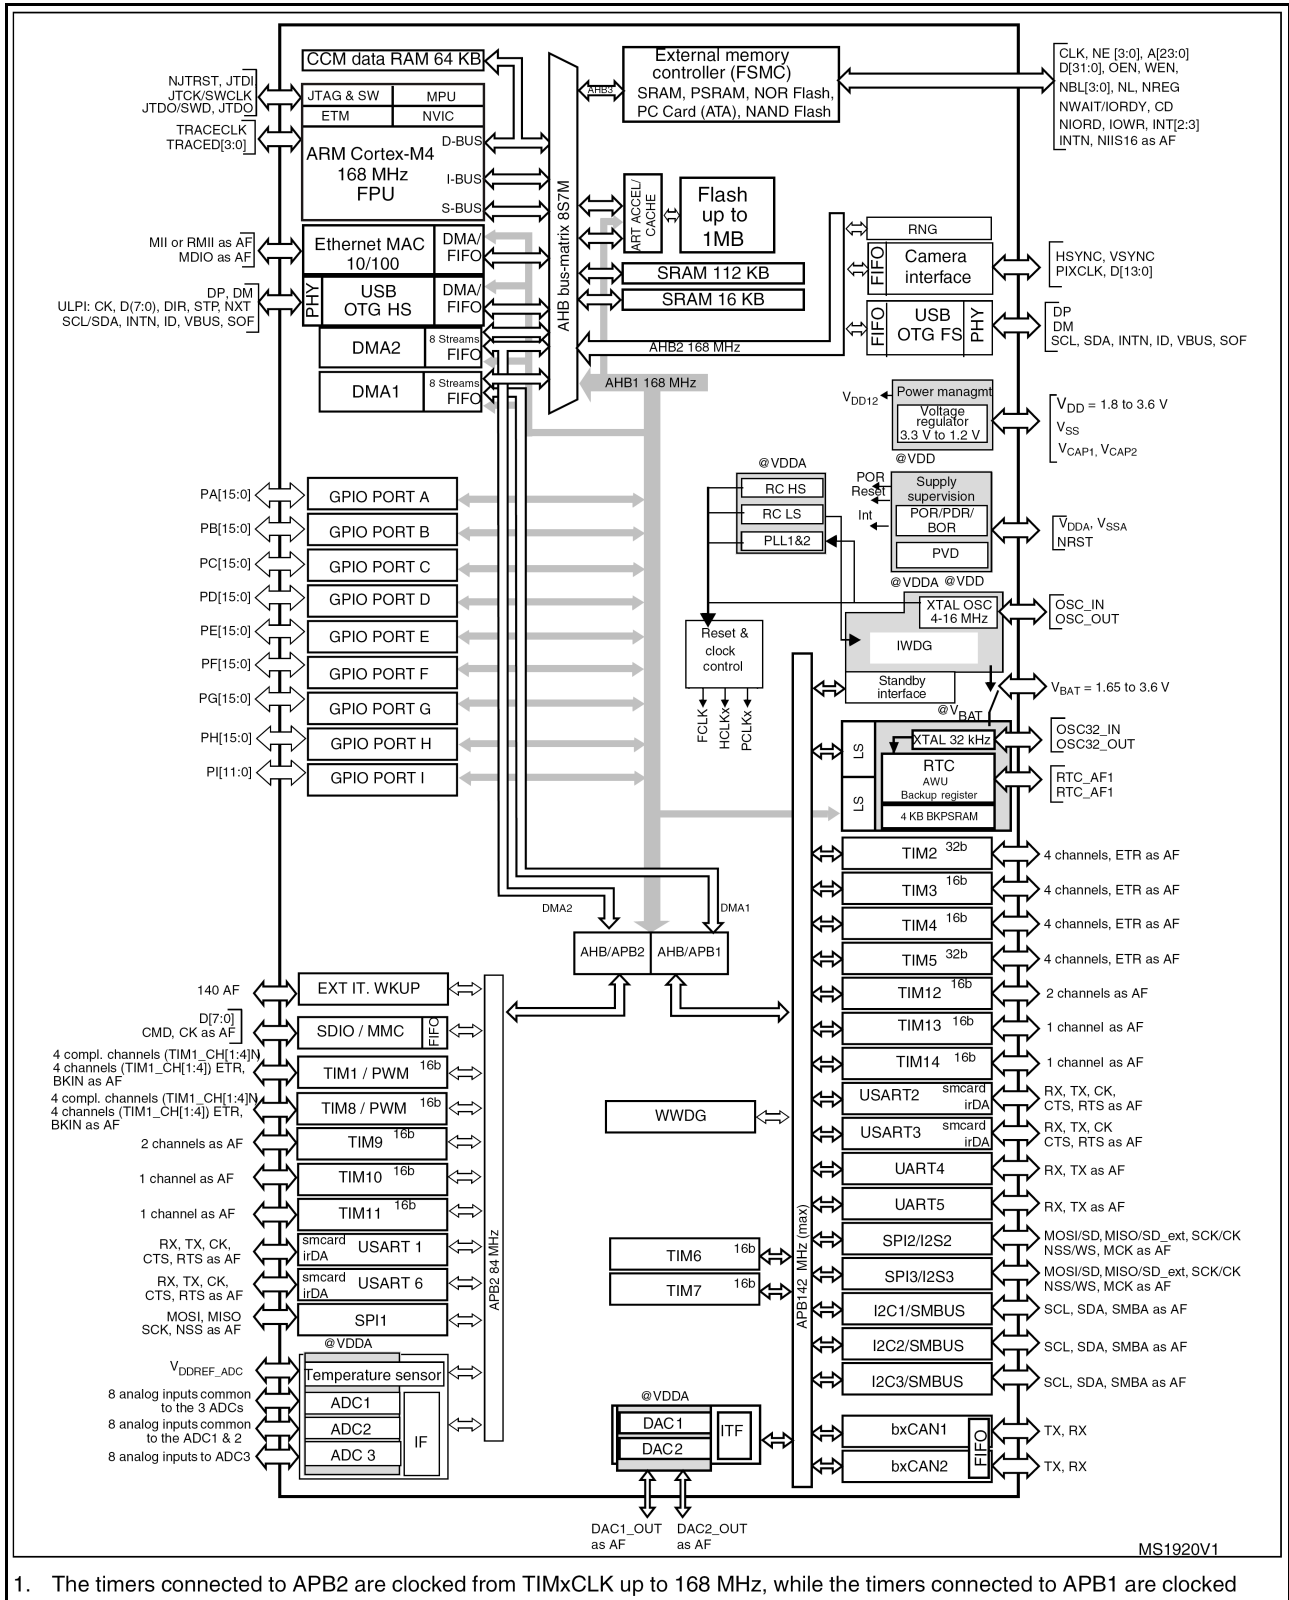 CCM data RAM 64 KB
External memory
controller (FSMC)
SRAM, PSRAM, NOR Flash,
PC Card (ATA), NAND Flash
AHB3
CLK, NE [3:0], A[23:0]
D[31:0], OEN, WEN,
NBL[3:0], NL, NREG
NWAIT/IORDY, CD
NIORD, IOWR, INT[2:3]
INTN, NIIS16 as AF
NJTRST, JTDI
JTCK/SWCLK
JTDO/SWD, JTDO
TRACECLK
TRACED[3:0]
JTAG & SW
MPU
ETM
NVIC
D-BUS
ARM Cortex-M4
168 MHz
FPU
I-BUS
S-BUS
AHB bus-matrix 8S7M
ART ACCEL/
CACHE
Flash
up to
1MB
SRAM 112 KB
SRAM 16 KB
AHB2 168 MHz
AHB1 168 MHz
MII or RMII as AF
MDIO as AF
Ethernet MAC
10/100
DMA/
FIFO
DP, DM
ULPI: CK, D(7:0), DIR, STP, NXT
SCL/SDA, INTN, ID, VBUS, SOF
PHY
USB
OTG HS
DMA/
FIFO
DMA2
8 Streams
FIFO
DMA1
8 Streams
FIFO
RNG
FIFO
Camera
interface
HSYNC, VSYNC
PIXCLK, D[13:0]
FIFO
USB
OTG FS
PHY
DP
DM
SCL, SDA, INTN, ID, VBUS, SOF
VDD12
Power managmt
Voltage
regulator
3.3 V to 1.2 V
@VDD
VDD = 1.8 to 3.6 V
VSS
VCAP1, VCAP2
@VDDA
RC HS
RC LS
PLL1&2
POR
Reset
Int
Supply
supervision
POR/PDR/
BOR
PVD
VDDA, VSSA
NRST
@VDDA @VDD
XTAL OSC
4-16 MHz
IWDG
OSC_IN
OSC_OUT
Reset &
clock
control
FCLK
HCLKx
PCLKx
Standby
interface
VBAT = 1.65 to 3.6 V
@VBAT
LS
LS
XTAL 32 kHz
RTC
AWU
Backup register
4 KB BKPSRAM
OSC32_IN
OSC32_OUT
RTC_AF1
RTC_AF1
PA[15:0]
GPIO PORT A
PB[15:0]
GPIO PORT B
PC[15:0]
GPIO PORT C
PD[15:0]
GPIO PORT D
PE[15:0]
GPIO PORT E
PF[15:0]
GPIO PORT F
PG[15:0]
GPIO PORT G
PH[15:0]
GPIO PORT H
PI[11:0]
GPIO PORT I
DMA2
DMA1
AHB/APB2
AHB/APB1
TIM2 32b
4 channels, ETR as AF
TIM3 16b
4 channels, ETR as AF
TIM4 16b
4 channels, ETR as AF
TIM5 32b
4 channels, ETR as AF
TIM12 16b
2 channels as AF
TIM13 16b
1 channel as AF
TIM14 16b
1 channel as AF
USART2
smcard
irDA
RX, TX, CK,
CTS, RTS as AF
USART3
smcard
irDA
RX, TX, CK
CTS, RTS as AF
UART4
RX, TX as AF
UART5
RX, TX as AF
SPI2/I2S2
MOSI/SD, MISO/SD_ext, SCK/CK
NSS/WS, MCK as AF
SPI3/I2S3
MOSI/SD, MISO/SD_ext, SCK/CK
NSS/WS, MCK as AF
I2C1/SMBUS
SCL, SDA, SMBA as AF
I2C2/SMBUS
SCL, SDA, SMBA as AF
I2C3/SMBUS
SCL, SDA, SMBA as AF
bxCAN1
TX, RX
bxCAN2
TX, RX
FIFO
140 AF
EXT IT. WKUP
D[7:0]
CMD, CK as AF
SDIO / MMC
FIFO
4 compl. channels (TIM1_CH[1:4]N
4 channels (TIM1_CH[1:4]) ETR,
BKIN as AF
TIM1 / PWM 16b
4 compl. channels (TIM1_CH[1:4]N
4 channels (TIM1_CH[1:4]) ETR,
BKIN as AF
TIM8 / PWM 16b
2 channels as AF
TIM9 16b
1 channel as AF
TIM10 16b
1 channel as AF
TIM11 16b
RX, TX, CK,
CTS, RTS as AF
smcard
irDA
USART 1
RX, TX, CK,
CTS, RTS as AF
smcard
irDA
USART 6
MOSI, MISO
SCK, NSS as AF
SPI1
@VDDA
VDDREF_ADC
Temperature sensor
8 analog inputs common
to the 3 ADCs
ADC1
8 analog inputs common
to the ADC1 & 2
ADC2
8 analog inputs to ADC3
ADC 3
IF
APB2 84 MHz
WWDG
APB142 MHz (max)
TIM6 16b
TIM7 16b
@VDDA
DAC1
DAC2
ITF
DAC1_OUT
as AF
DAC2_OUT
as AF
MS1920V1
1. The timers connected to APB2 are clocked from TIMxCLK up to 168 MHz, while the timers connected to APB1 are clocked